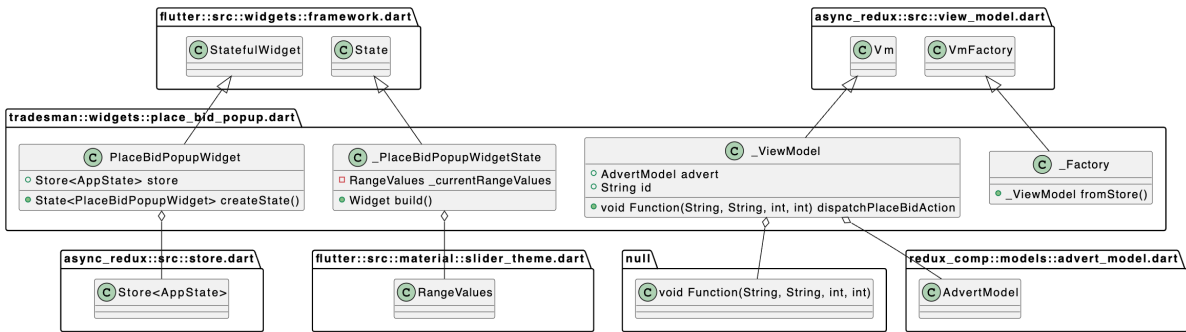 flutter::src::widgets::framework.dart
C StatefulWidget
C State
async_redux::src::view_model.dart
C Vm
C VmFactory
tradesman::widgets::place_bid_popup.dart
C PlaceBidPopupWidget
Store<AppState> store
State<PlaceBidPopupWidget> createState()
C _PlaceBidPopupWidgetState
RangeValues _currentRangeValues
Widget build()
C _ViewModel
AdvertModel advert
String id
void Function(String, String, int, int) dispatchPlaceBidAction
C _Factory
_ViewModel fromStore()
async_redux::src::store.dart
C Store<AppState>
flutter::src::material::slider_theme.dart
C RangeValues
null
C void Function(String, String, int, int)
redux_comp::models::advert_model.dart
C AdvertModel